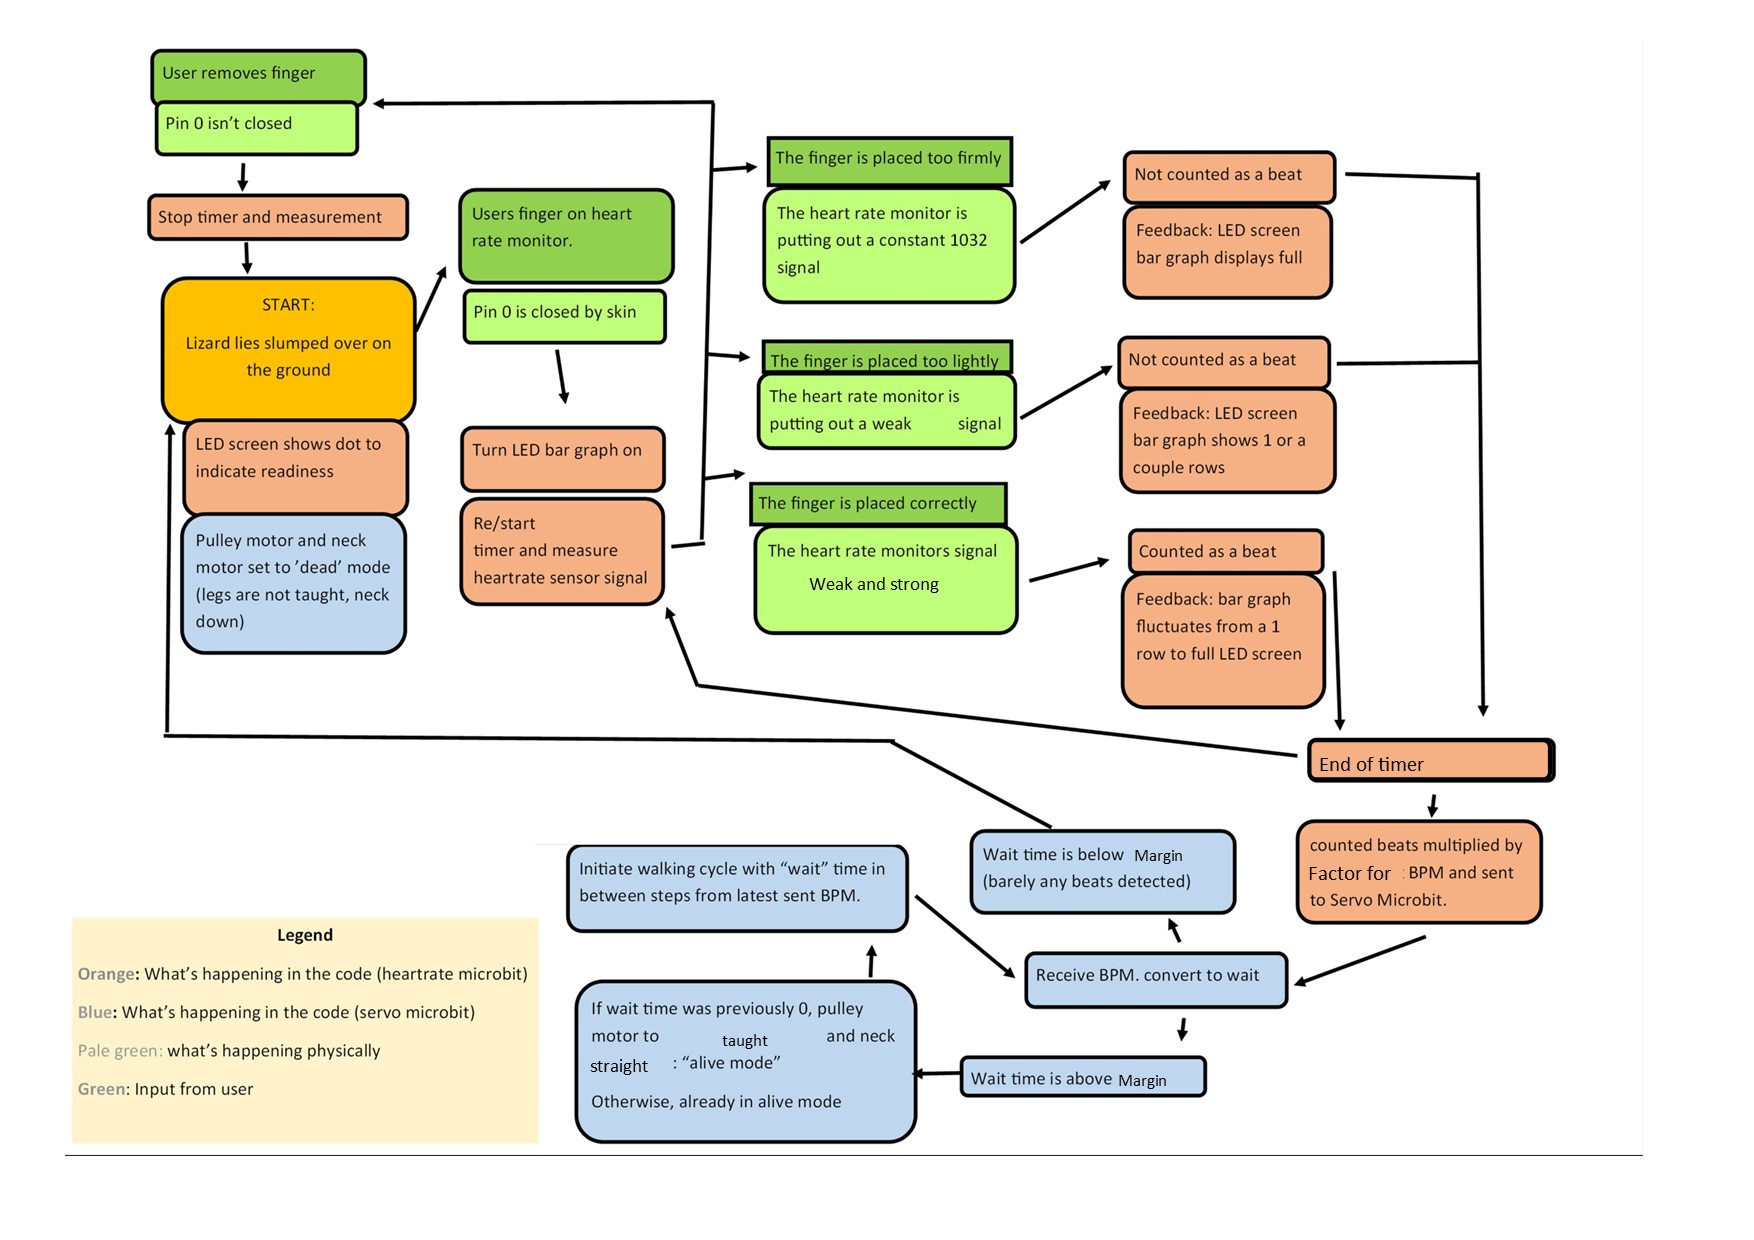 User removes finger
Pin 0 isn’t closed
Stop timer and measurement
START:
Lizard lies slumped over on
the ground
LED screen shows dot to
indicate readiness
Pulley motor and neck
motor set to ’dead’ mode
(legs are not taught, neck
down)
Users finger on heart
rate monitor.
Pin 0 is closed by skin
Turn LED bar graph on
Re/start
timer and measure
heartrate sensor signal
The finger is placed too firmly
The heart rate monitor is
putting out a constant 1032
signal
Not counted as a beat
Feedback: LED screen
bar graph displays full
The finger is placed too lightly
The heart rate monitor is
putting out a weak signal
Not counted as a beat
Feedback: LED screen
bar graph shows 1 or a
couple rows
The finger is placed correctly
The heart rate monitors signal
Weak and strong
Counted as a beat
Feedback: bar graph
fluctuates from a 1
row to full LED screen
End of timer
counted beats multiplied by
Factor for : BPM and sent
to Servo Microbit.
Wait time is below Margin
(barely any beats detected)
Receive BPM. convert to wait
Wait time is above Margin
Initiate walking cycle with “wait” time in
between steps from latest sent BPM.
If wait time was previously 0, pulley
motor to taught and neck
straight : “alive mode”
Otherwise, already in alive mode
Legend
Orange: What’s happening in the code (heartrate microbit)
Blue: What’s happening in the code (servo microbit)
Pale green: what’s happening physically
Green: Input from user